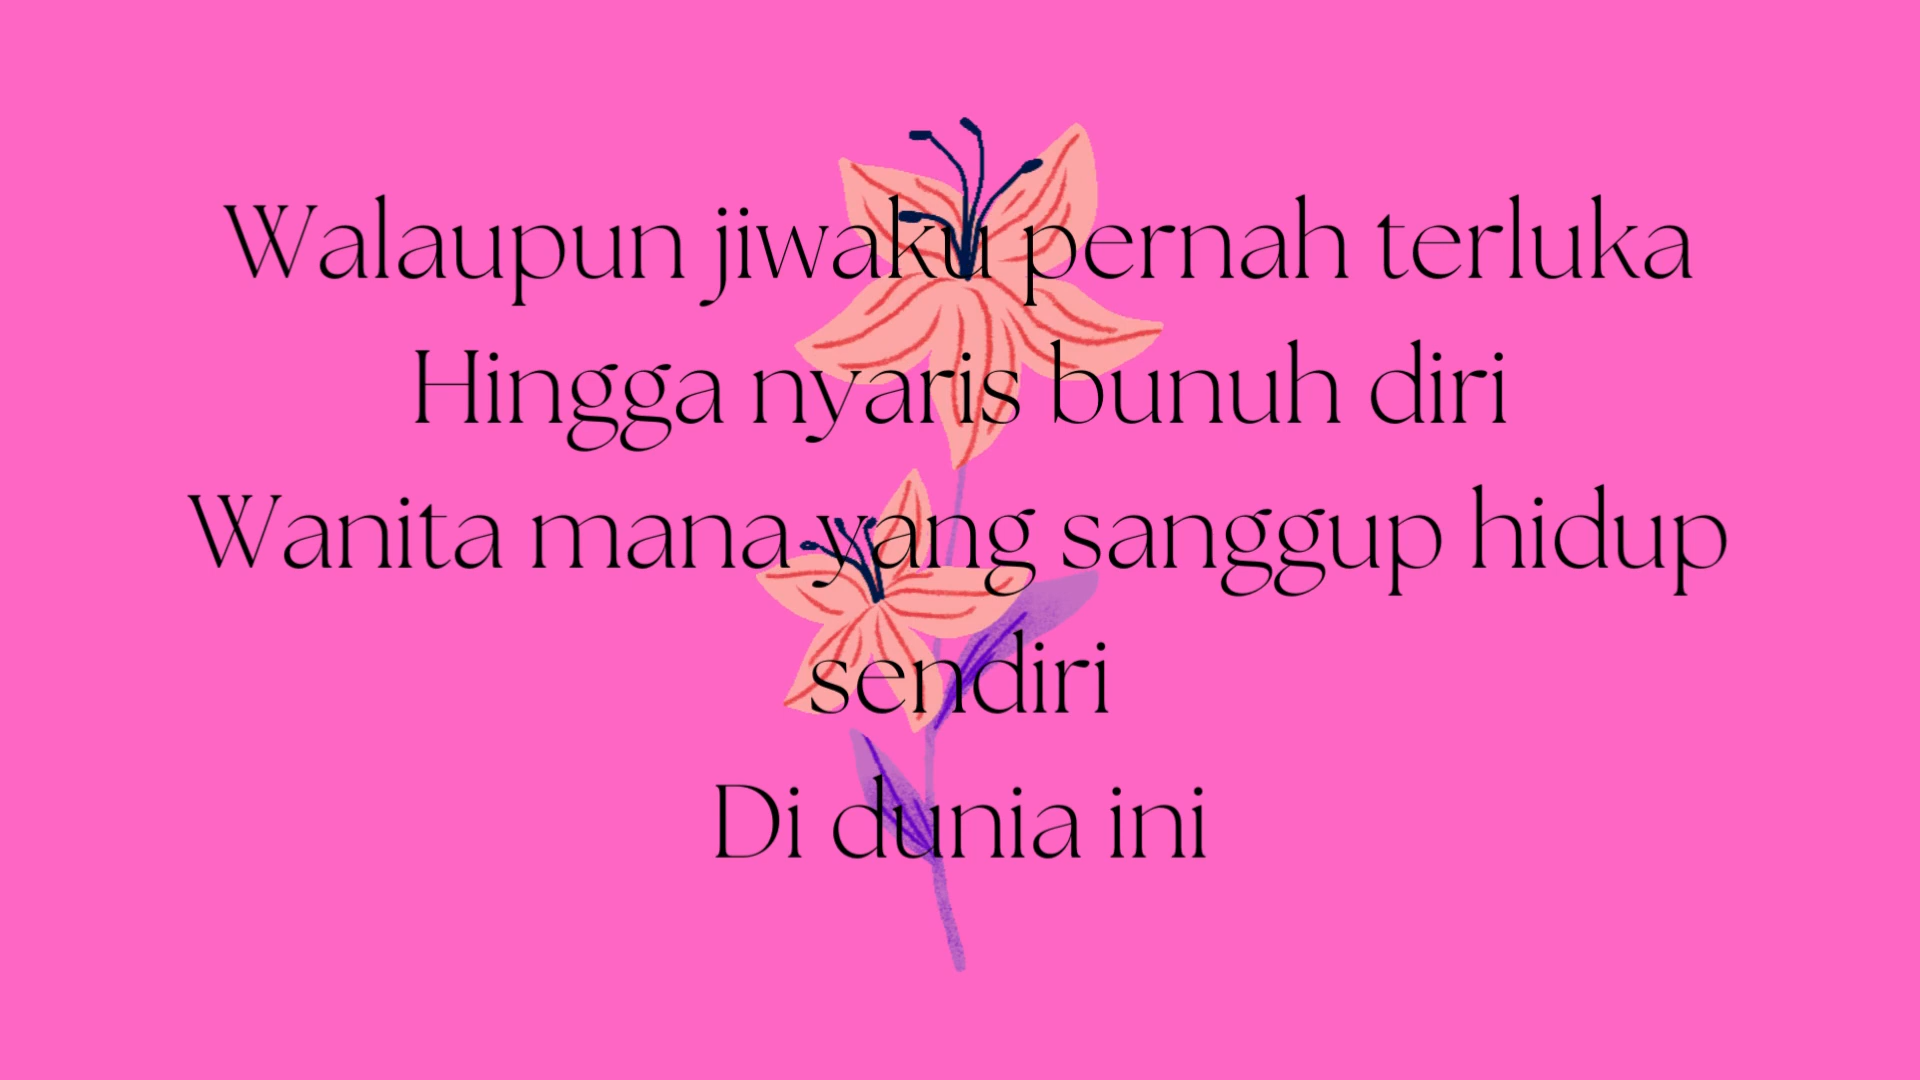 Walaupun jiwaku pernah terluka
Hingga nyaris bunuh diri
Wanita mana yang sanggup hidup
sendiri
Di dunia ini